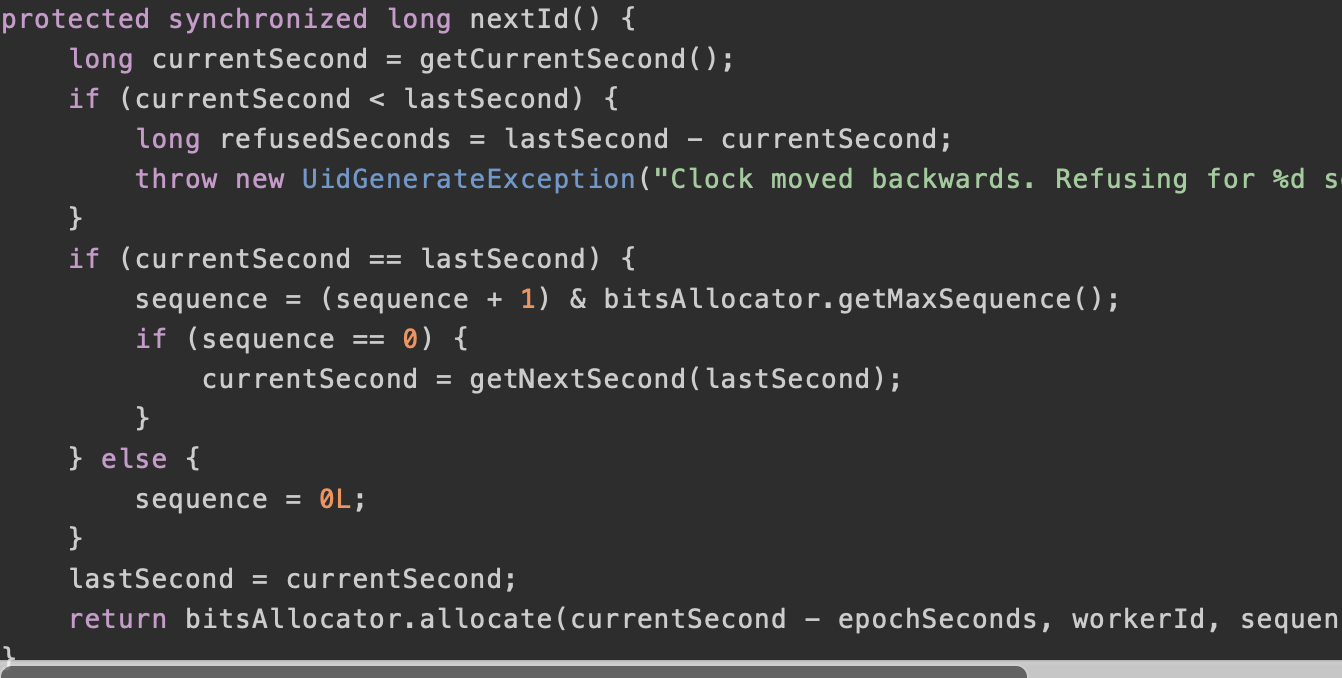 protected synchronized long nextId() {
    long currentSecond = getCurrentSecond();
    if (currentSecond < lastSecond) {
        long refusedSeconds = lastSecond - currentSecond;
        throw new UidGenerateException("Clock moved backwards. Refusing for %d
    }
    if (currentSecond == lastSecond) {
        sequence = (sequence + 1) & bitsAllocator.getMaxSequence();
        if (sequence == 0) {
            currentSecond = getNextSecond(lastSecond);
        }
    } else {
        sequence = 0L;
    }
    lastSecond = currentSecond;
    return bitsAllocator.allocate(currentSecond - epochSeconds, workerId, sequen
}